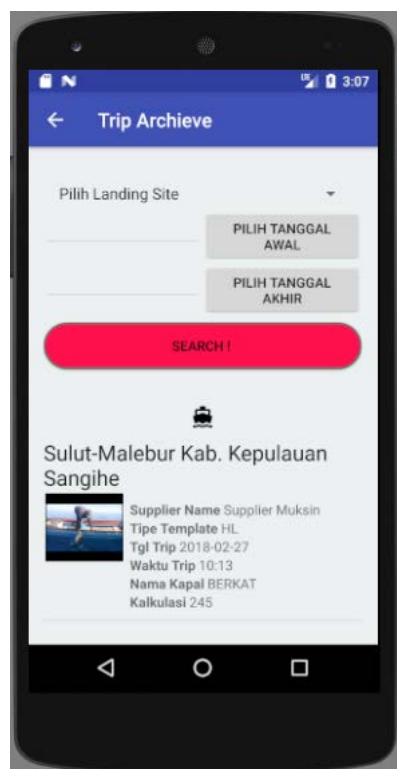 3:07
Trip Archieve
Pilih Landing Site
PILIH TANGGAL
AWAL
PILIH TANGGAL
AKHIR
SEARCH !
Sulut-Malebur Kab. Kepulauan
Sangihe
Supplier Name Supplier Muksin
Tipe Template HL
Tgl Trip 2018-02-27
Waktu Trip 10:13
Nama Kapal BERKAT
Kalkulasi 245